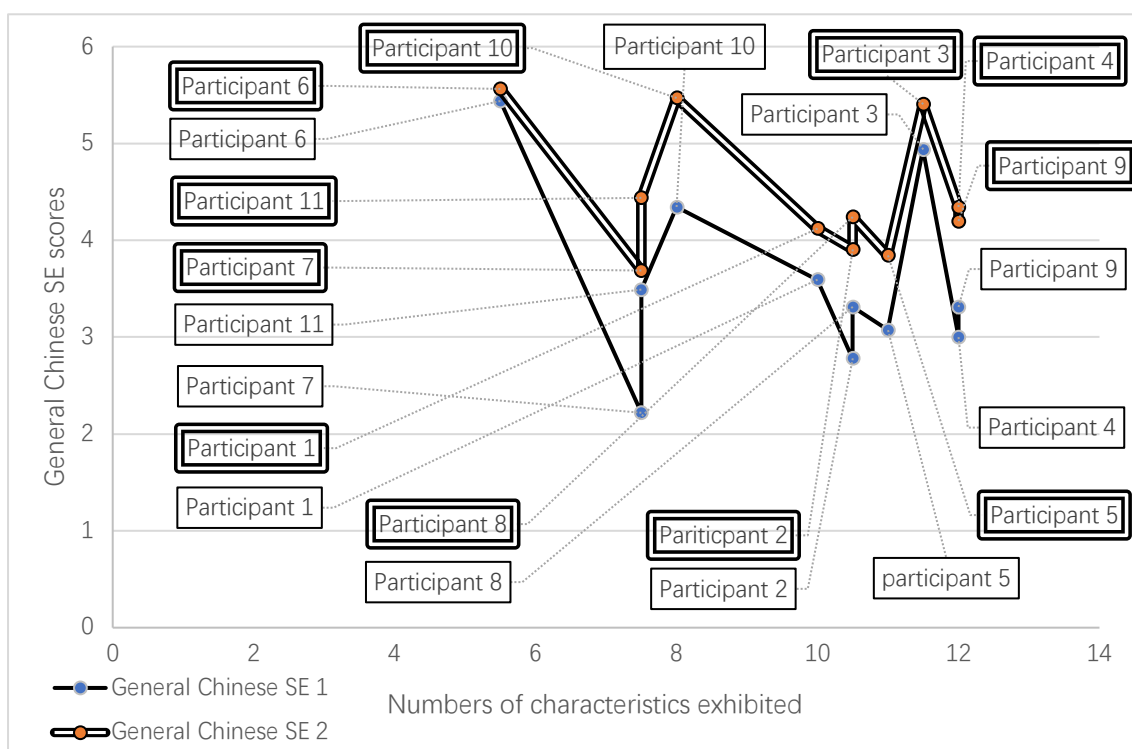 6
5
4
3
2
1
0
General Chinese SE scores
Participant 10
Participant 10
Participant 3
Participant 4
Participant 6
Participant 3
Participant 6
Participant 9
Participant 11
Participant 7
Participant 9
Participant 11
Participant 7
Participant 4
Participant 1
Participant 1
Participant 5
Participant 8
Pariticpant 2
participant 5
Participant 8
Participant 2
0 2 4 6 8 10 12 14
General Chinese SE 1
Numbers of characteristics exhibited
General Chinese SE 2